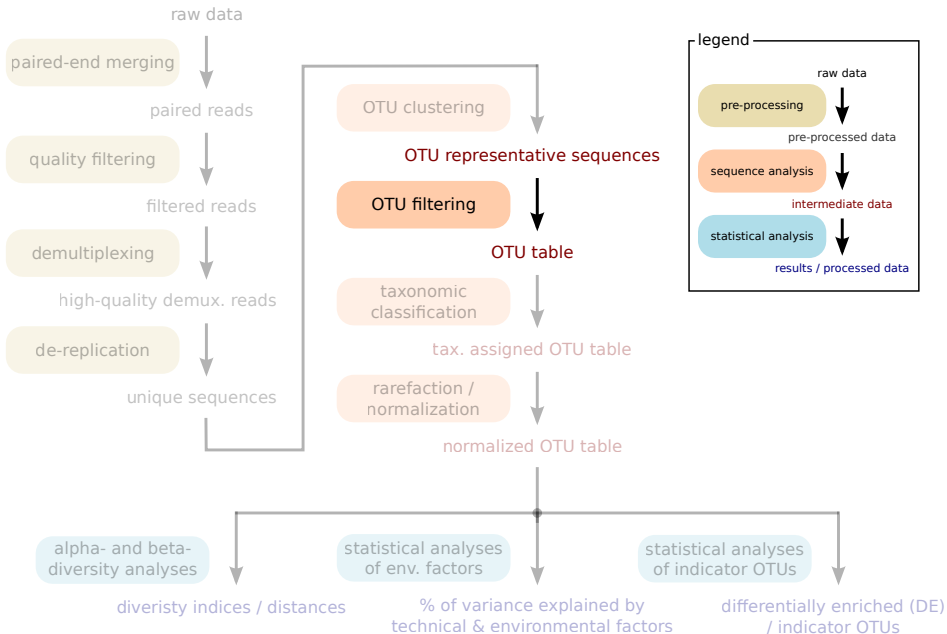 raw data
paired-end merging
paired reads
quality filtering
filtered reads
demultiplexing
high-quality demux. reads
de-replication
unique sequences
OTU clustering
OTU representative sequences
OTU filtering
OTU table
taxonomic
classification
tax. assigned OTU table
rarefaction /
normalization
normalized OTU table
alpha- and beta-
diversity analyses
diveristy indices / distances
statistical analyses
of env. factors
% of variance explained by
technical & environmental factors
statistical analyses
of indicator OTUs
differentially enriched (DE)
/ indicator OTUs
legend
raw data
pre-processing
pre-processed data
sequence analysis
intermediate data
statistical analysis
results / processed data